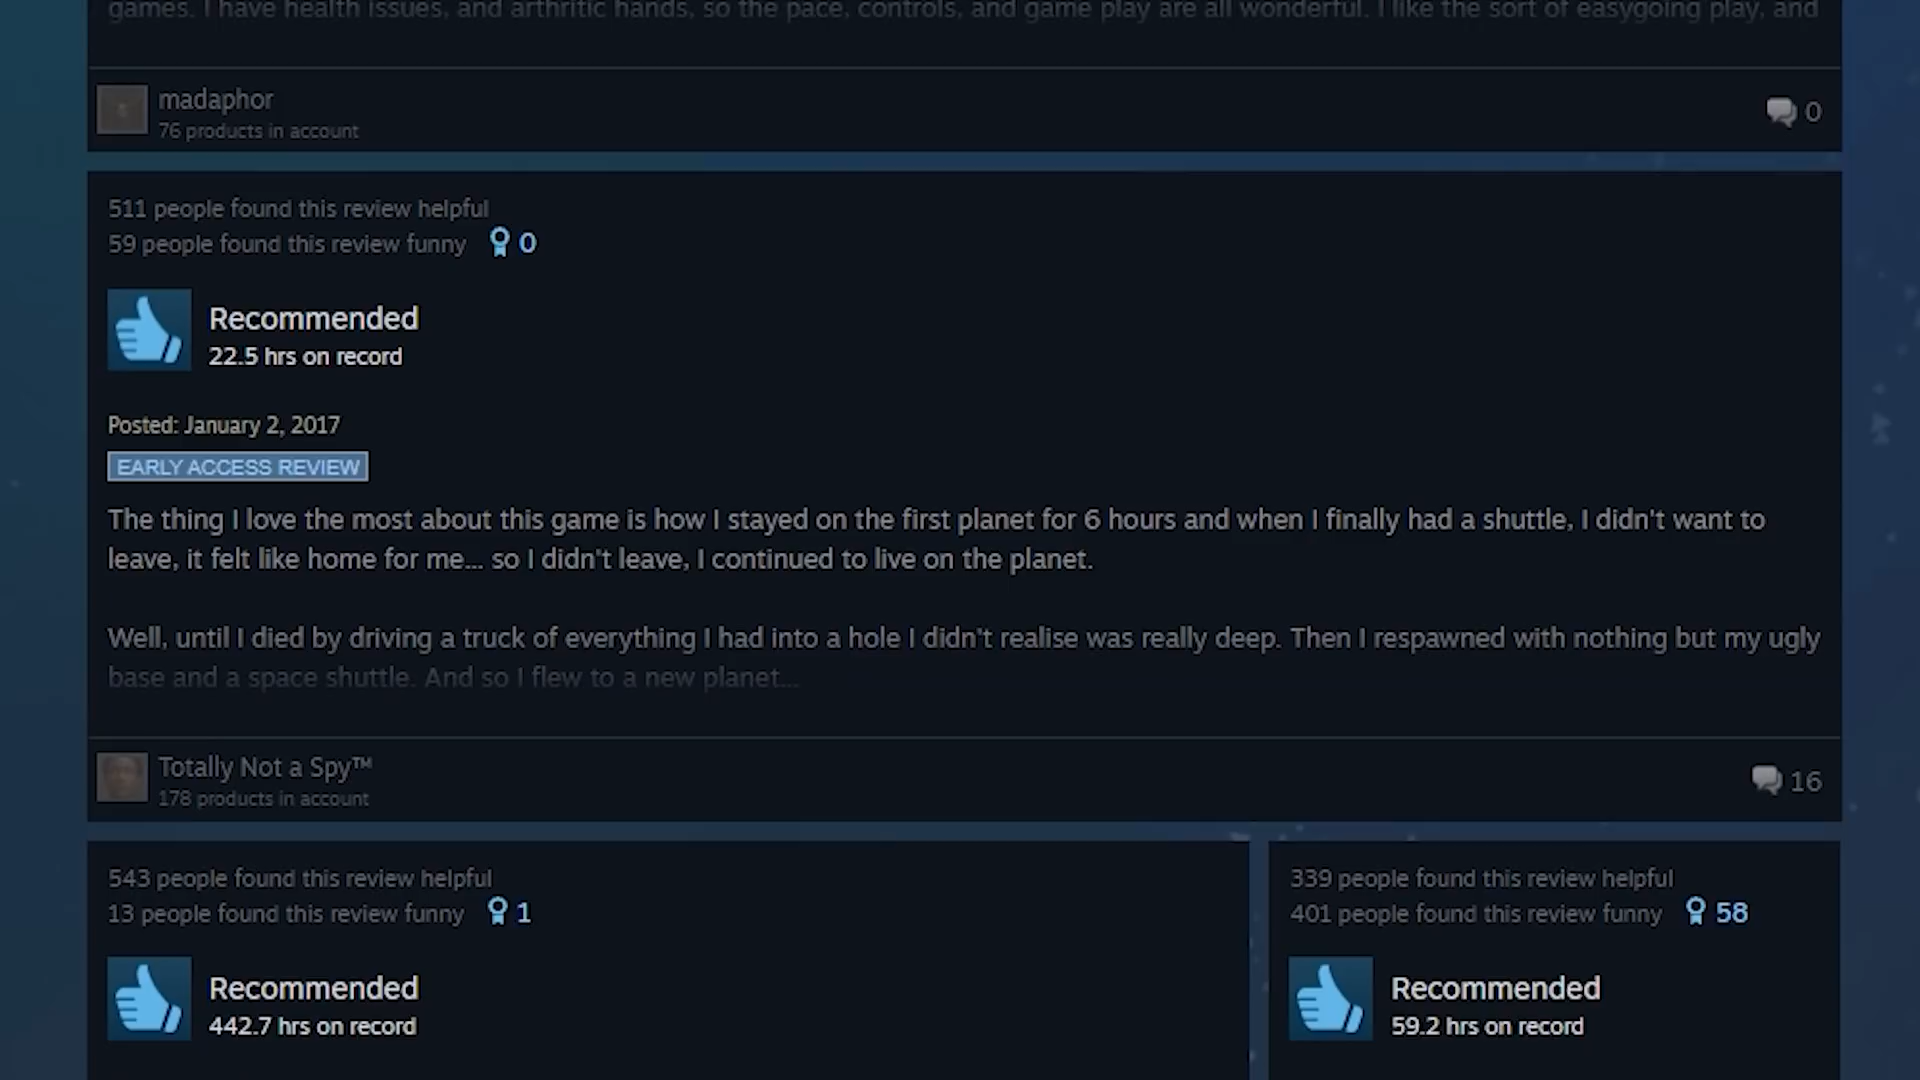 games. I have health issues, and arthritic hands, so the pace, controls, and game play are all wonderful. I like the sort of easygoing play, and
madaphor
76 products in account
0
511 people found this review helpful
59 people found this review funny 0
Recommended
22.5 hrs on record
Posted: January 2, 2017
EARLY ACCESS REVIEW
The thing I love the most about this game is how I stayed on the first planet for 6 hours and when I finally had a shuttle, I didn't want to
leave, it felt like home for me... so I didn't leave, I continued to live on the planet.
Well, until I died by driving a truck of everything I had into a hole I didn't realise was really deep. Then I respawned with nothing but my ugly
base and a space shuttle. And so I flew to a new planet...
Totally Not a Spy™
178 products in account
16
543 people found this review helpful
13 people found this review funny 1
Recommended
442.7 hrs on record
339 people found this review helpful
401 people found this review funny 58
Recommended
59.2 hrs on record